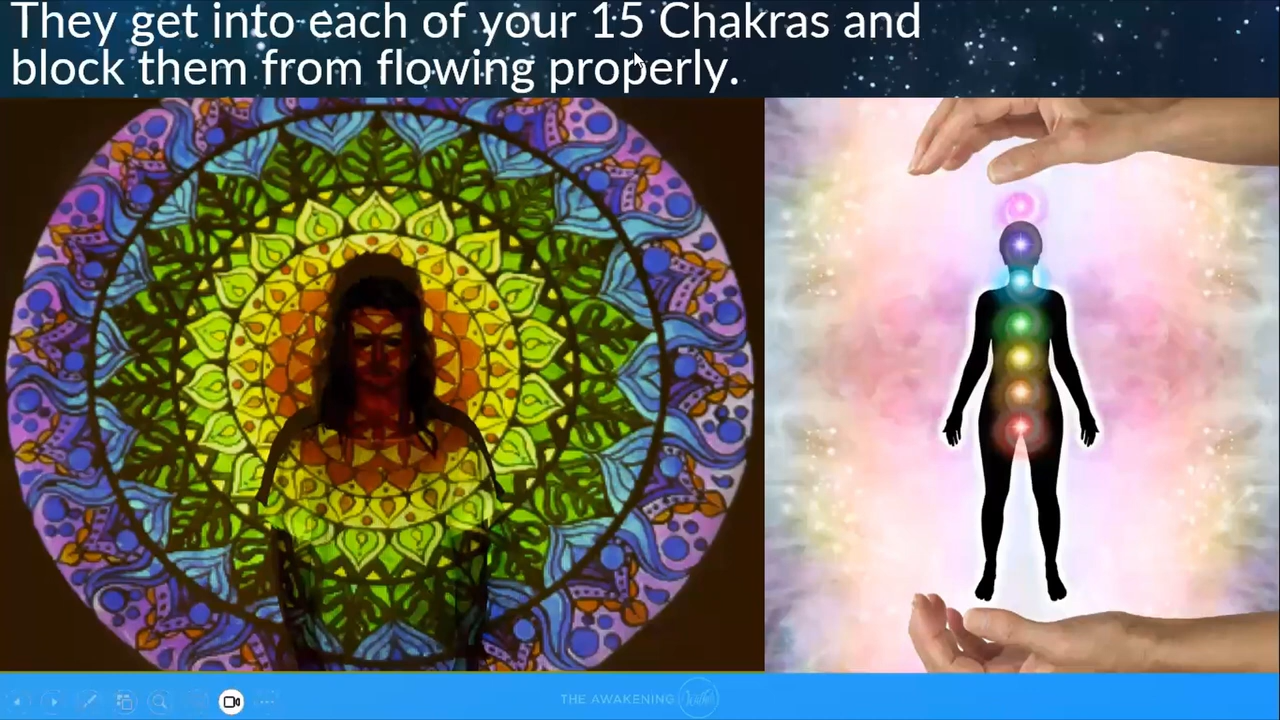 They get into each of your 15 Chakras and
block them from flowing properly.
THE AWAKENING